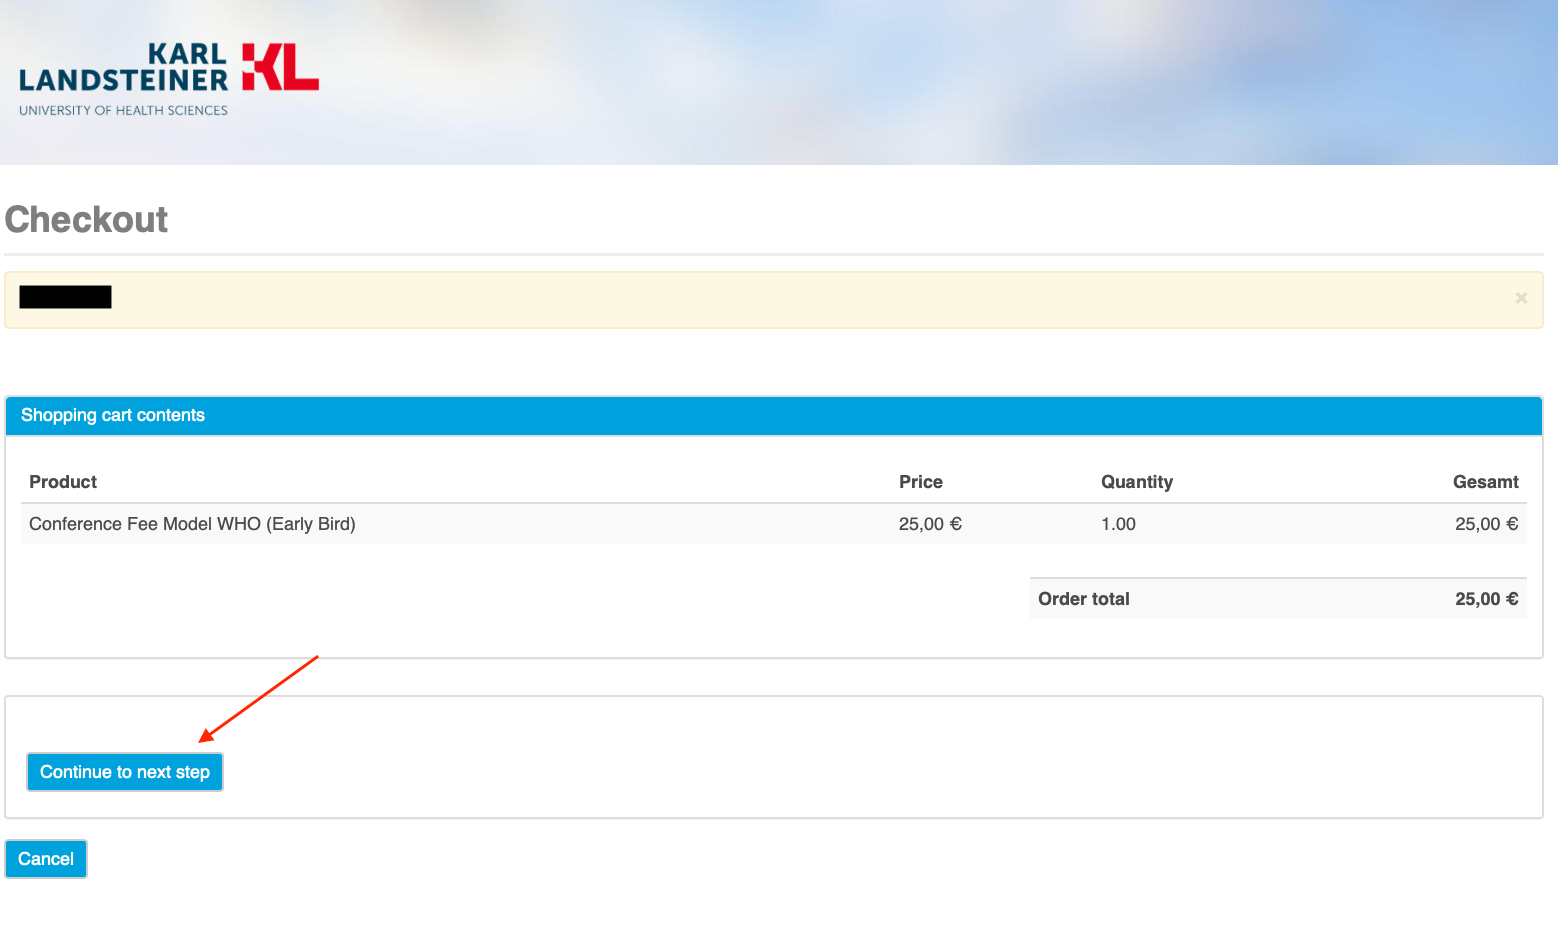 KARL
LANDSTEINER
UNIVERSITY OF HEALTH SCIENCES
KL
Checkout
×
Shopping cart contents
Product Price Quantity Gesamt
Conference Fee Model WHO (Early Bird) 25,00 € 1.00 25,00 €
Order total 25,00 €
Continue to next step
Cancel